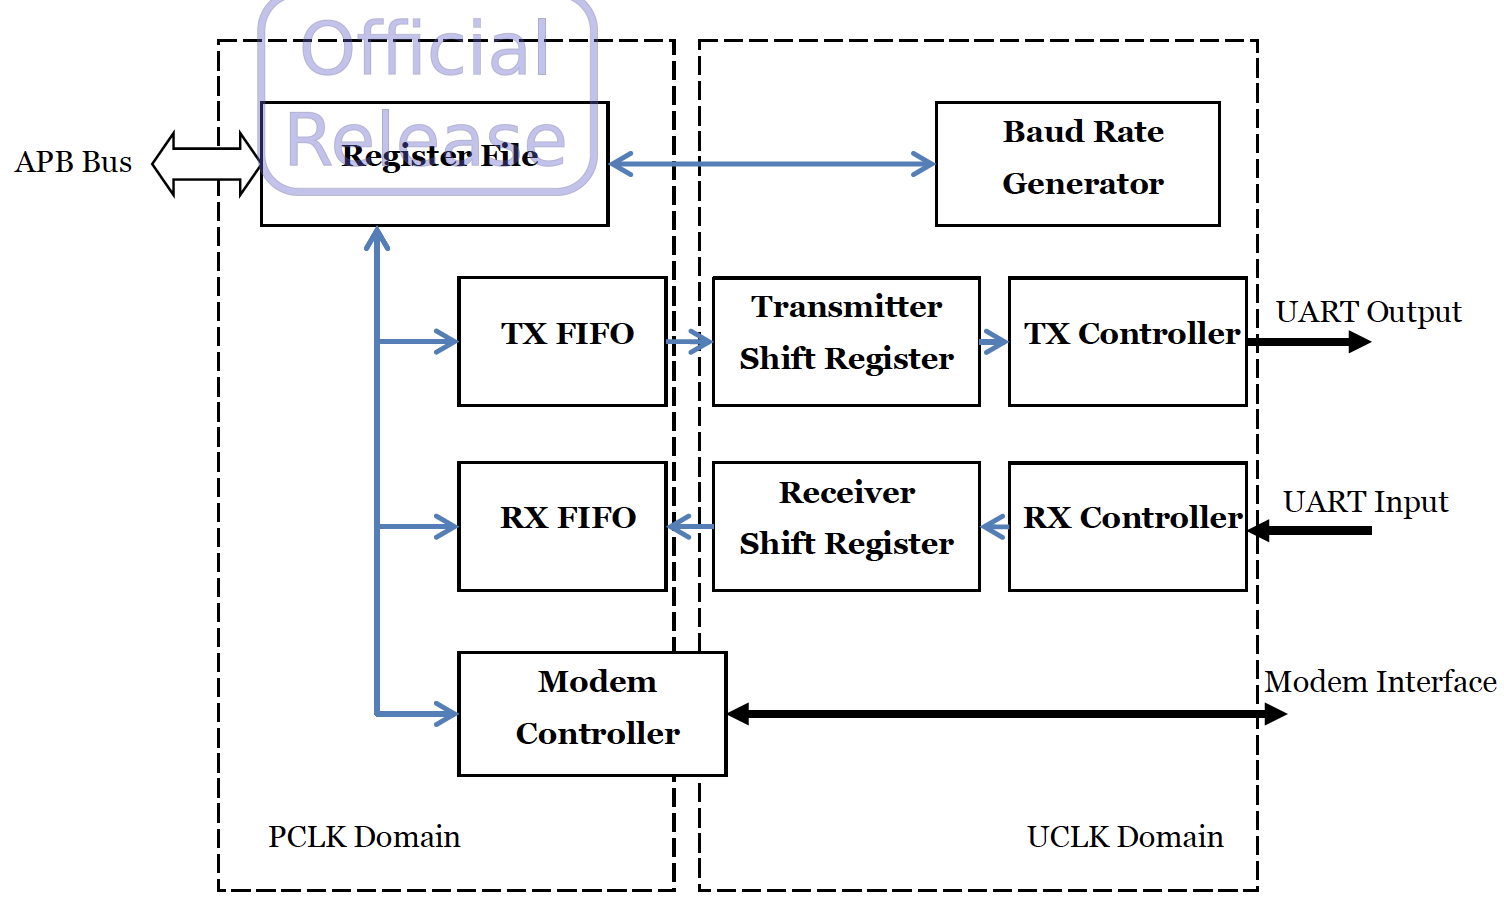 Official
Release
APB Bus
Register File
Baud Rate
Generator
TX FIFO
Transmitter
Shift Register
TX Controller
UART Output
RX FIFO
Receiver
Shift Register
RX Controller
UART Input
Modem
Controller
Modem Interface
PCLK Domain
UCLK Domain